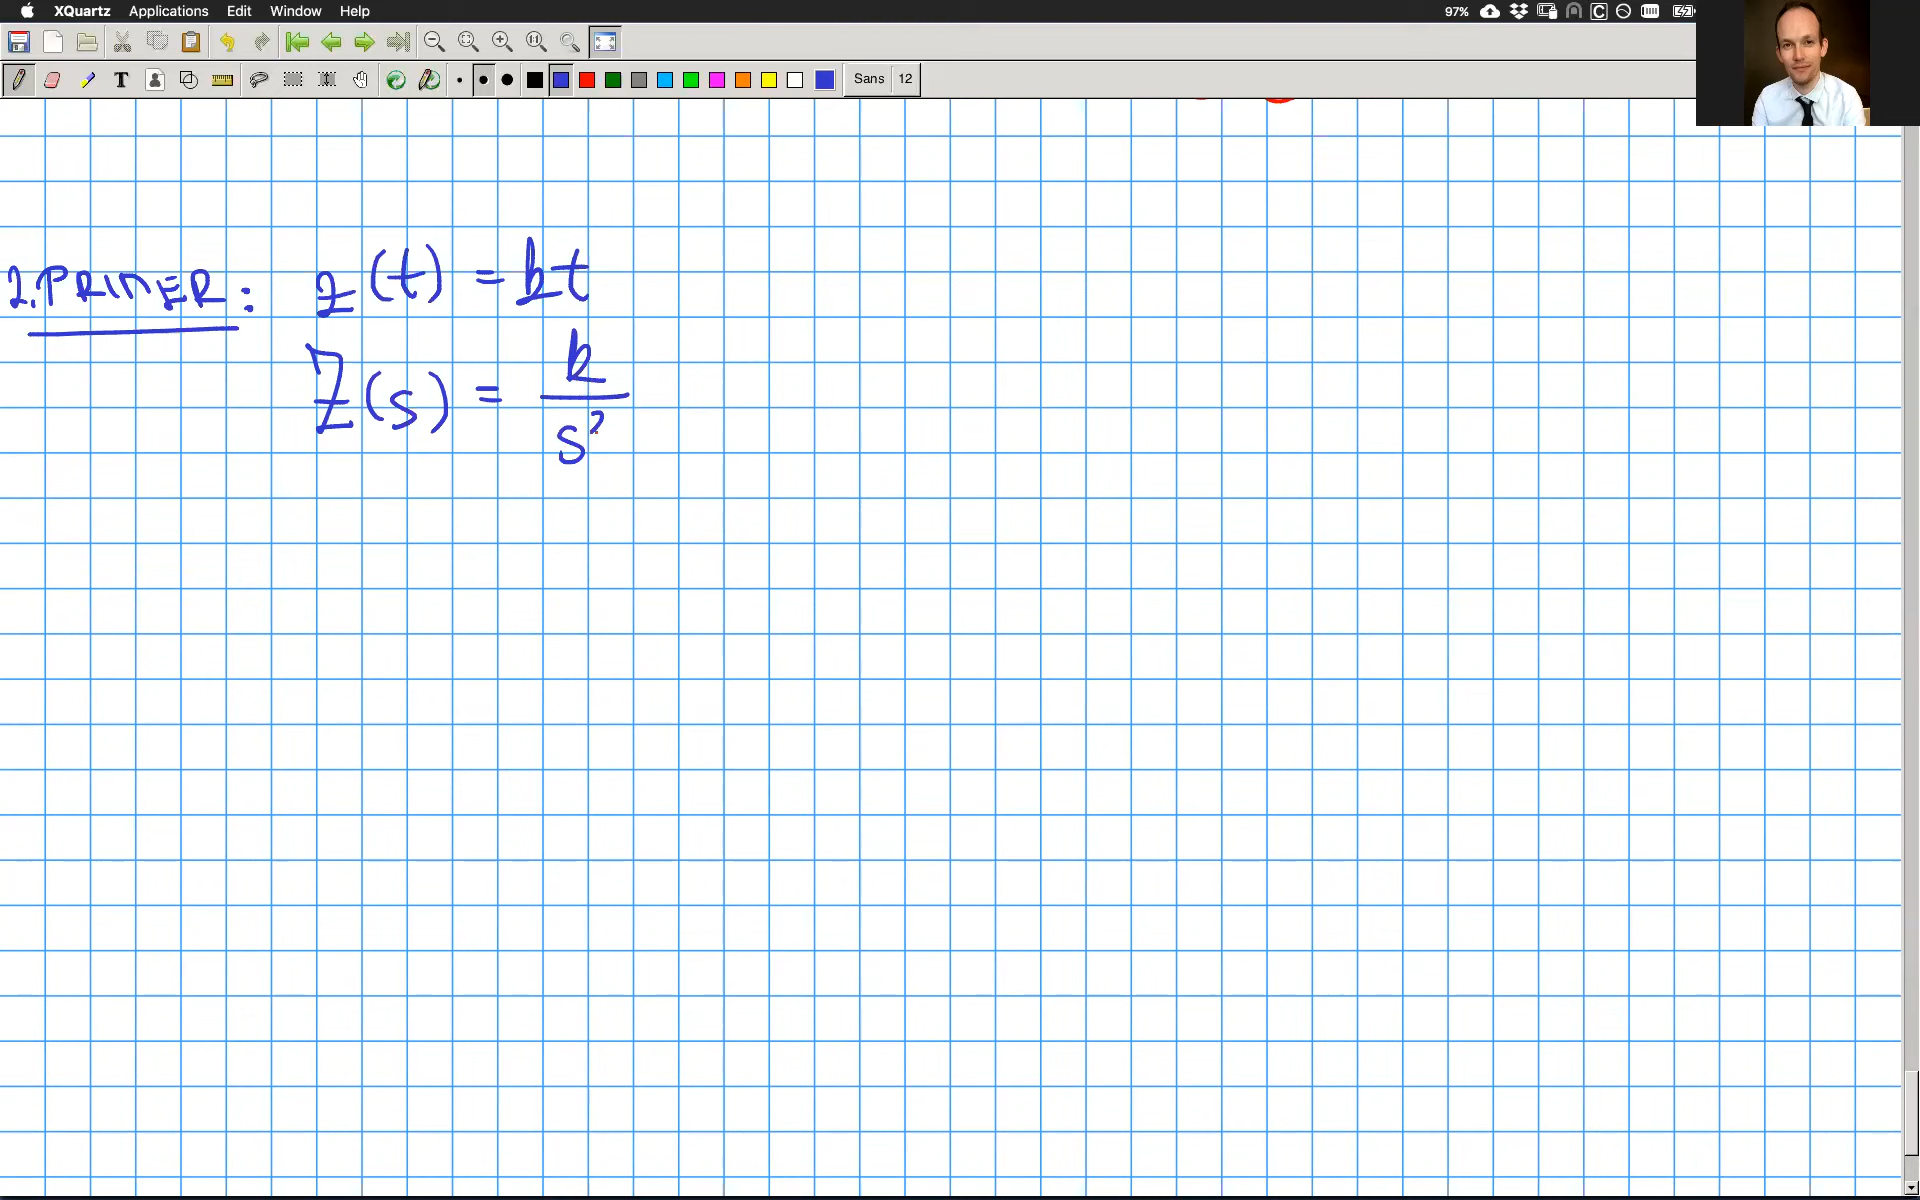 XQuartz Applications Edit Window Help 97%
T Sans 12
2. PRIMER: z(t) = kt
Z(s) = k/s²